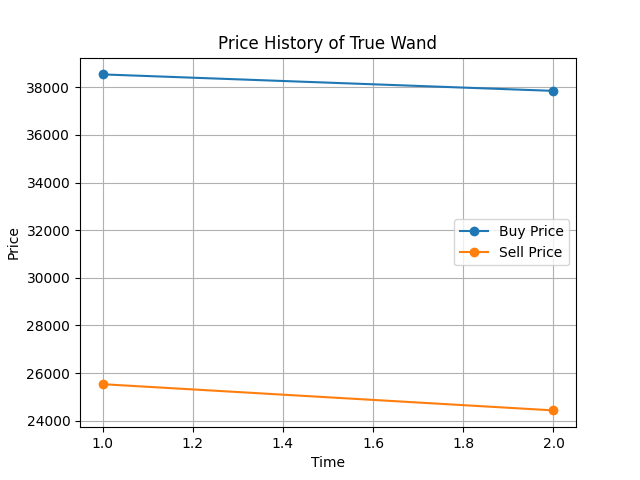 Price History of True Wand
38000
36000
34000
32000
30000
28000
26000
24000
Price
Buy Price
Sell Price
1.0 1.2 1.4 1.6 1.8 2.0
Time